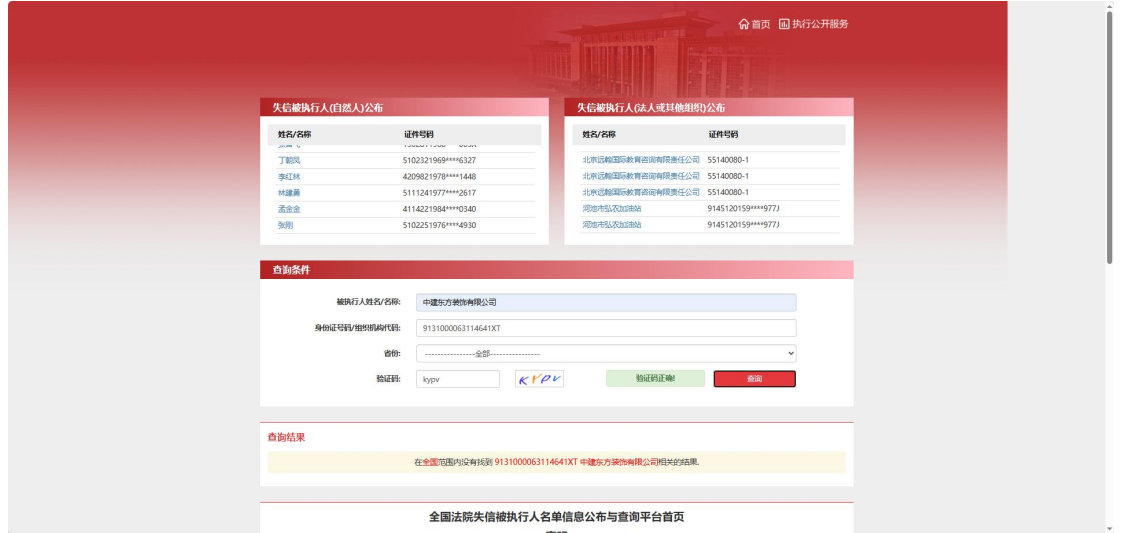 首页 执行公开服务
失信被执行人(自然人)公布
姓名/名称 证件号码
丁朝凤 5102321969****6327
李红林 4209821978****1448
林建勇 5111241977****2617
孟金金 4114221984****0340
张刚 5102251976****4930
失信被执行人(法人或其他组织)公布
姓名/名称 证件号码
北京远翰国际教育咨询有限责任公司 55140080-1
北京远翰国际教育咨询有限责任公司 55140080-1
北京远翰国际教育咨询有限责任公司 55140080-1
河池市弘农加油站 9145120159****977J
河池市弘农加油站 9145120159****977J
查询条件
被执行人姓名/名称: 中建东方装饰有限公司
身份证号码/组织机构代码: 9131000063114641XT
省份: ----------------全部----------------
验证码: kypv KYPV 验证码正确! 查询
查询结果
在全国范围内没有找到 9131000063114641XT 中建东方装饰有限公司相关的结果.
全国法院失信被执行人名单信息公布与查询平台首页